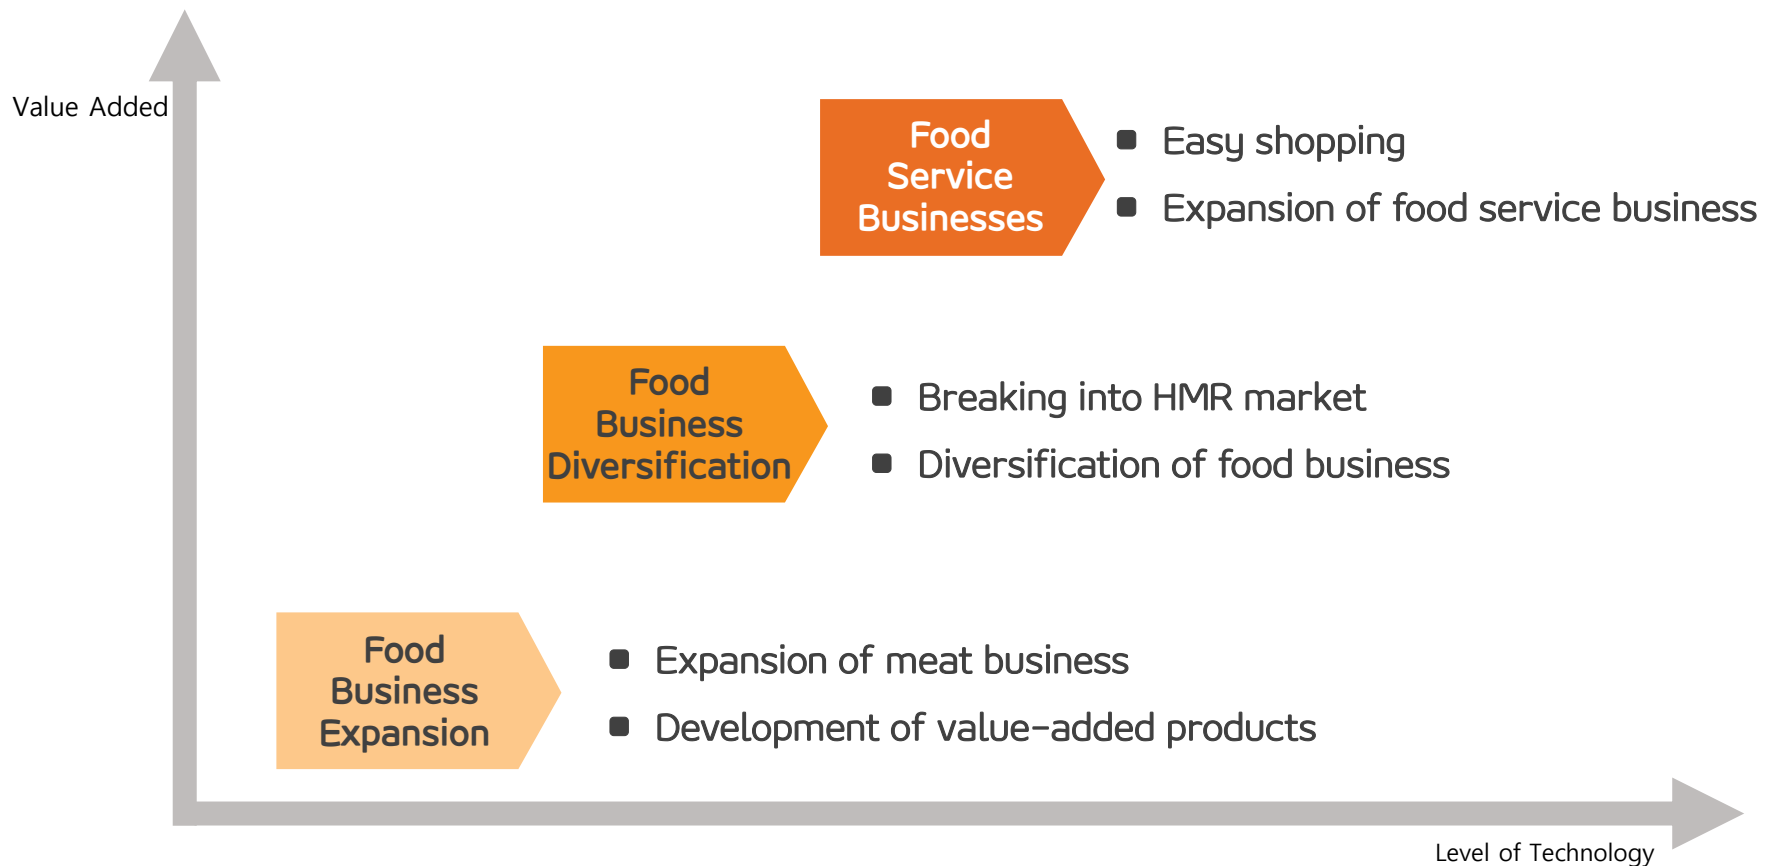 Value Added
Food
Service
Businesses
Easy shopping
Expansion of food service business
Food
Business
Diversification
Breaking into HMR market
Diversification of food business
Food
Business
Expansion
Expansion of meat business
Development of value-added products
Level of Technology